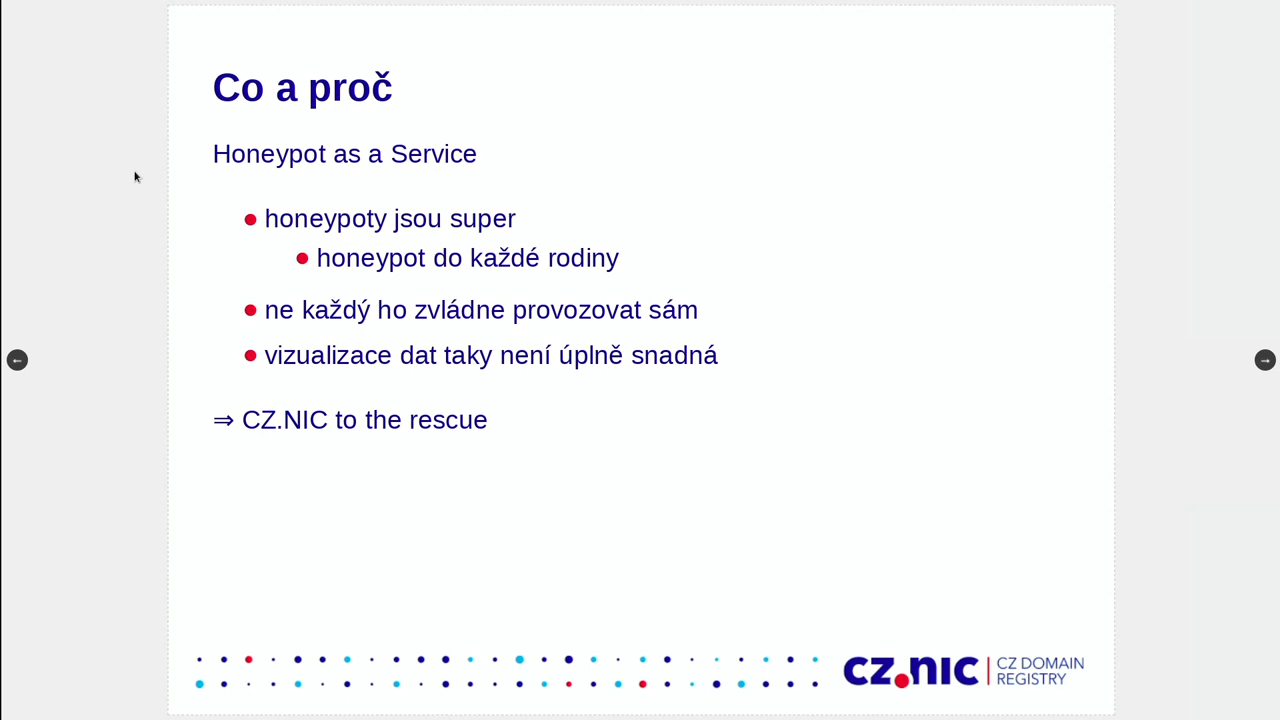 Co a proč
Honeypot as a Service
honeypoty jsou super
honeypot do každé rodiny
ne každý ho zvládne provozovat sám
vizualizace dat taky není úplně snadná
⇒ CZ.NIC to the rescue
← →
CZ.NIC
CZ DOMAIN
REGISTRY